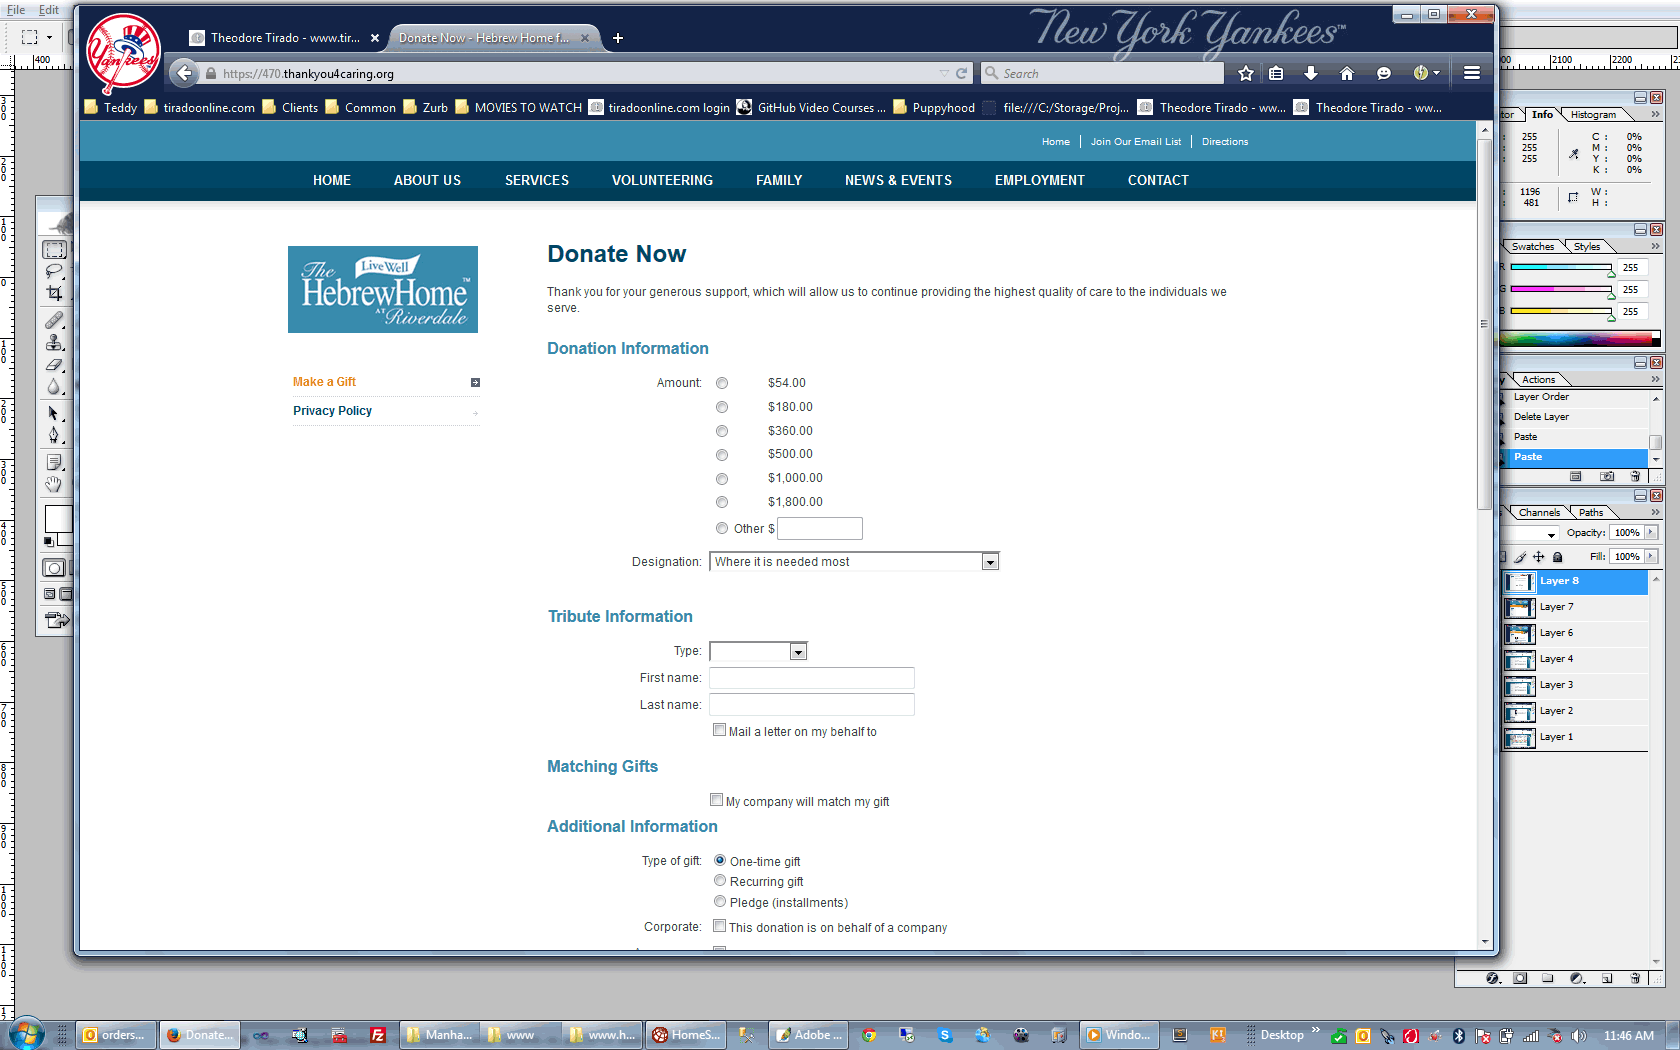 File Edit
New York Yankees™
Yankees
Theodore Tirado - www.tir...
Donate Now - Hebrew Home f...
https://470.thankyou4caring.org
Search
Teddy
tiradoonline.com
Clients
Common
Zurb
MOVIES TO WATCH
tiradoonline.com login
GitHub Video Courses ...
Puppyhood
file:///C:/Storage/Proj...
Theodore Tirado - ww...
Theodore Tirado - ww...
Home
Join Our Email List
Directions
HOME
ABOUT US
SERVICES
VOLUNTEERING
FAMILY
NEWS & EVENTS
EMPLOYMENT
CONTACT
Live Well
The
HebrewHome™
AT Riverdale
Make a Gift
Privacy Policy
Donate Now
Thank you for your generous support, which will allow us to continue providing the highest quality of care to the individuals we
serve.
Donation Information
Amount:
$54.00
$180.00
$360.00
$500.00
$1,000.00
$1,800.00
Other $
Designation: Where it is needed most
Tribute Information
Type:
First name:
Last name:
Mail a letter on my behalf to
Matching Gifts
My company will match my gift
Additional Information
Type of gift: One-time gift
Recurring gift
Pledge (installments)
Corporate: This donation is on behalf of a company
400
2100
2200
Info
Histogram
255 C : 0%
255 M : 0%
255 Y : 0%
K : 0%
1196 W :
481 H :
Swatches
Styles
R 255
G 255
B 255
Actions
Layer Order
Delete Layer
Paste
Paste
Channels
Paths
Opacity: 100%
Fill: 100%
Layer 8
Layer 7
Layer 6
Layer 4
Layer 3
Layer 2
Layer 1
orders...
Donate...
Manha...
www
www.h...
HomeS...
Adobe ...
Windo...
Desktop
11:46 AM